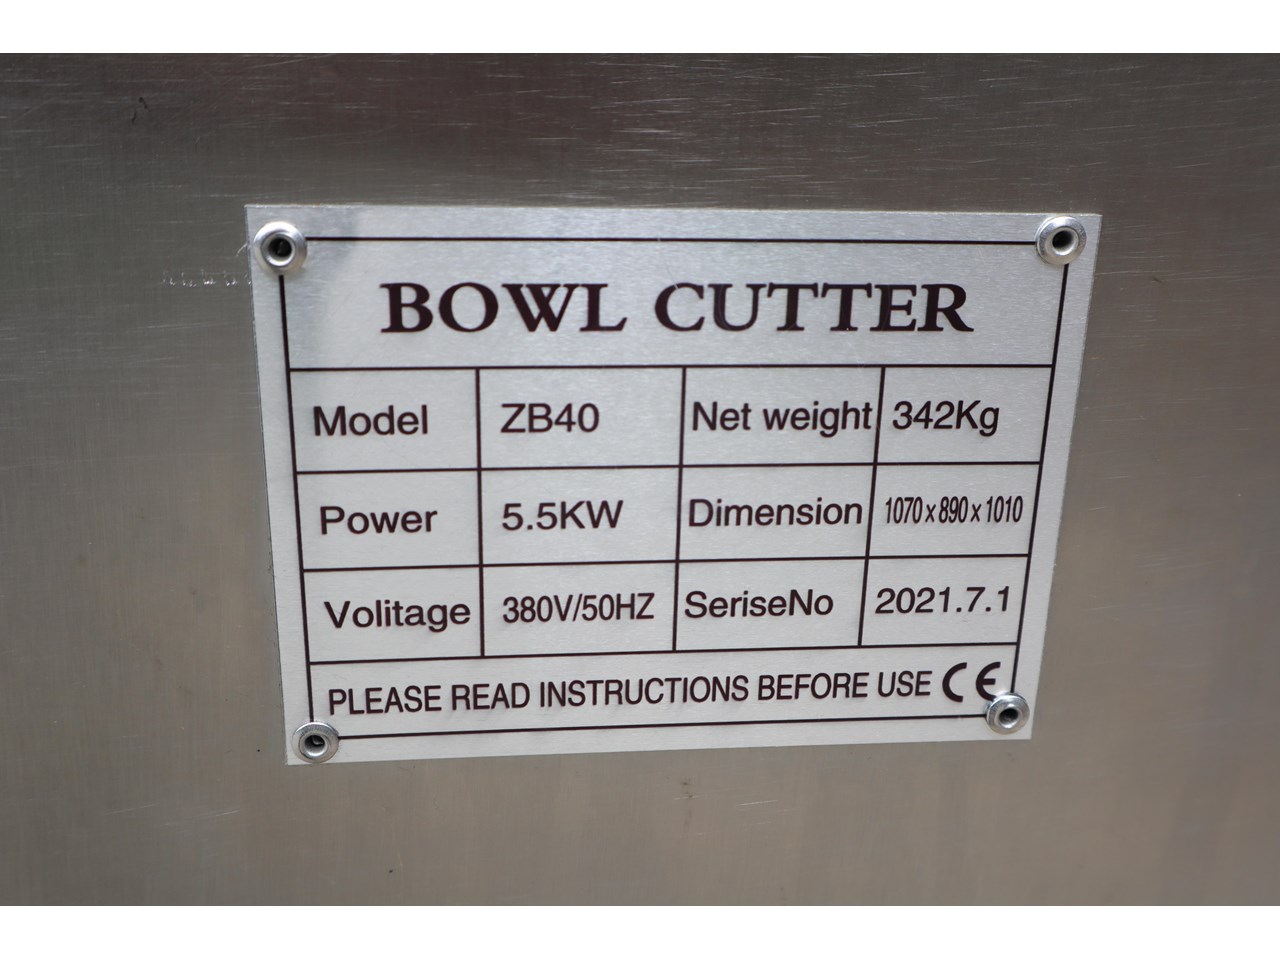 BOWL CUTTER
Model ZB40 Net weight 342Kg
Power 5.5KW Dimension 1070x890x1010
Volitage 380V/50HZ SeriseNo 2021.7.1
PLEASE READ INSTRUCTIONS BEFORE USE CE